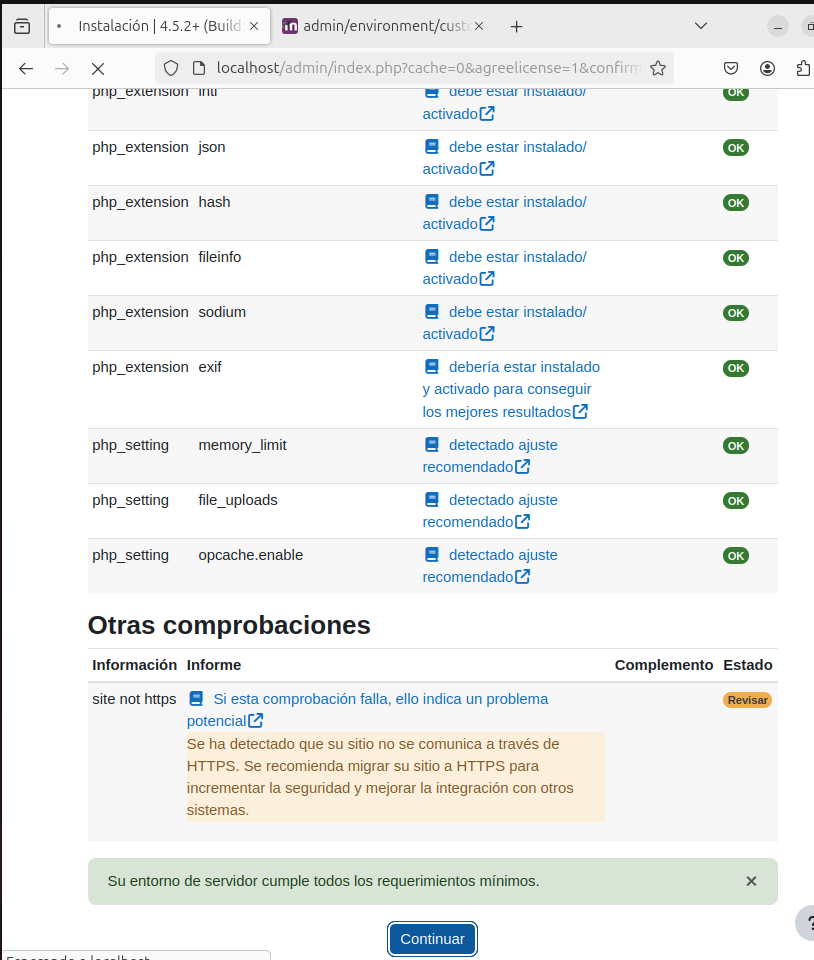 Instalación | 4.5.2+ (Build:
admin/environment/custo
localhost/admin/index.php?cache=0&agreelicense=1&confirm
php_extension intl debe estar instalado/
activado OK
php_extension json debe estar instalado/
activado OK
php_extension hash debe estar instalado/
activado OK
php_extension fileinfo debe estar instalado/
activado OK
php_extension sodium debe estar instalado/
activado OK
php_extension exif debería estar instalado
y activado para conseguir
los mejores resultados OK
php_setting memory_limit detectado ajuste
recomendado OK
php_setting file_uploads detectado ajuste
recomendado OK
php_setting opcache.enable detectado ajuste
recomendado OK
Otras comprobaciones
Información Informe Complemento Estado
site not https Si esta comprobación falla, ello indica un problema Revisar
potencial
Se ha detectado que su sitio no se comunica a través de
HTTPS. Se recomienda migrar su sitio a HTTPS para
incrementar la seguridad y mejorar la integración con otros
sistemas.
Su entorno de servidor cumple todos los requerimientos mínimos.
Continuar
?
Esperando a localhost